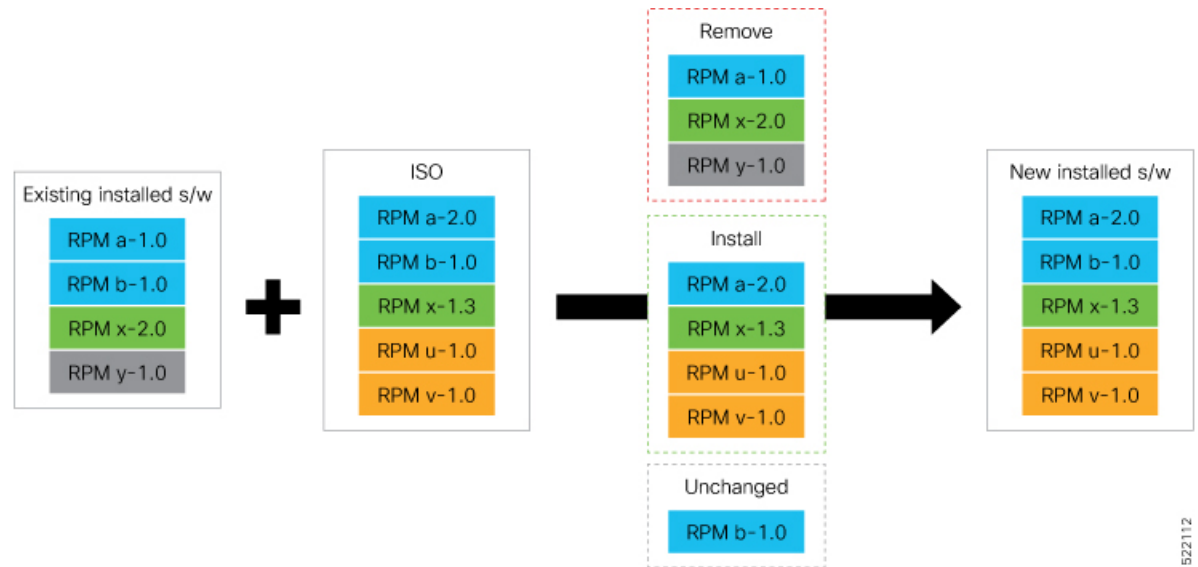 Existing installed s/w
RPM a-1.0
RPM b-1.0
RPM x-2.0
RPM y-1.0
ISO
RPM a-2.0
RPM b-1.0
RPM x-1.3
RPM u-1.0
RPM v-1.0
Remove
RPM a-1.0
RPM x-2.0
RPM y-1.0
Install
RPM a-2.0
RPM x-1.3
RPM u-1.0
RPM v-1.0
Unchanged
RPM b-1.0
New installed s/w
RPM a-2.0
RPM b-1.0
RPM x-1.3
RPM u-1.0
RPM v-1.0
522112